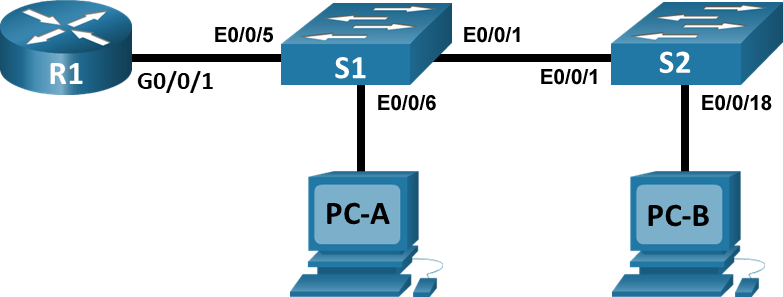 R1
G0/0/1
E0/0/5
S1
E0/0/1
E0/0/1
S2
E0/0/6
E0/0/18
PC-A
PC-B